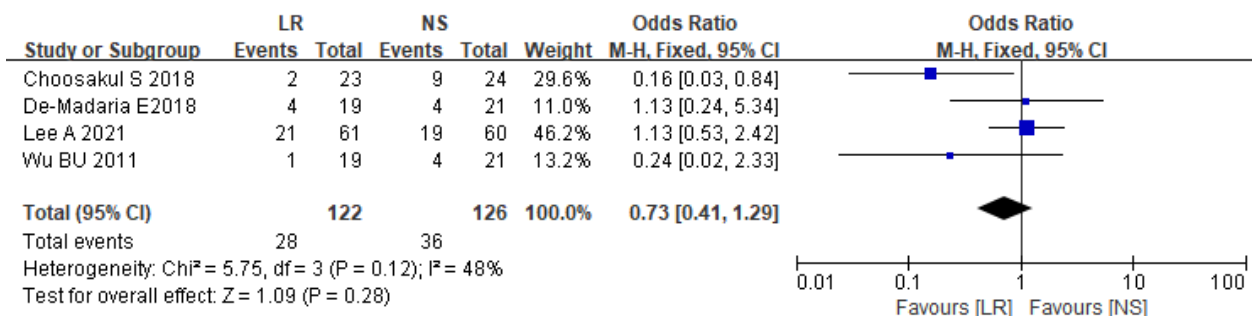 LR NS Odds Ratio Odds Ratio
Study or Subgroup Events Total Events Total Weight M-H, Fixed, 95% CI M-H, Fixed, 95% CI
Choosakul S 2018 2 23 9 24 29.6% 0.16 [0.03, 0.84]
De-Madaria E2018 4 19 4 21 11.0% 1.13 [0.24, 5.34]
Lee A 2021 21 61 19 60 46.2% 1.13 [0.53, 2.42]
Wu BU 2011 1 19 4 21 13.2% 0.24 [0.02, 2.33]
Total (95% CI) 122 126 100.0% 0.73 [0.41, 1.29]
Total events 28 36
Heterogeneity: Chi² = 5.75, df = 3 (P = 0.12); I² = 48%
Test for overall effect: Z = 1.09 (P = 0.28)
0.01 0.1 1 10 100
Favours [LR] Favours [NS]